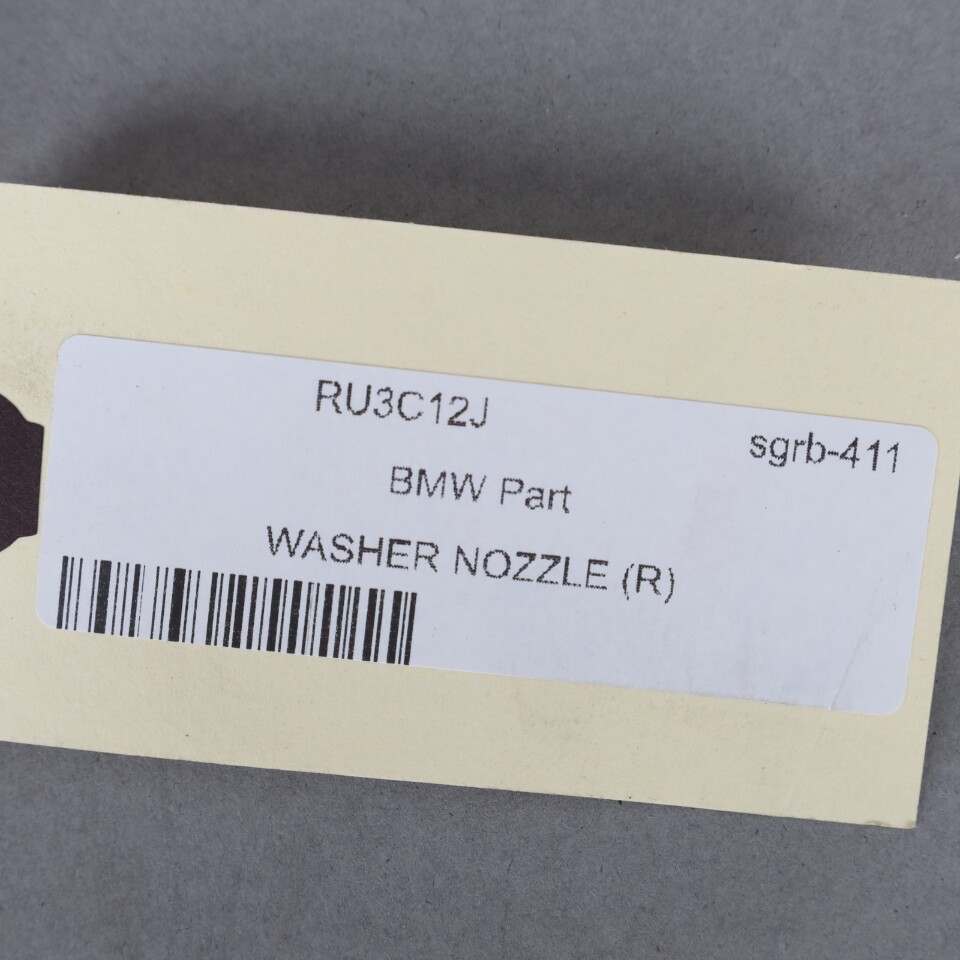 RU3C12J
sgrb-411
BMW Part
WASHER NOZZLE (R)